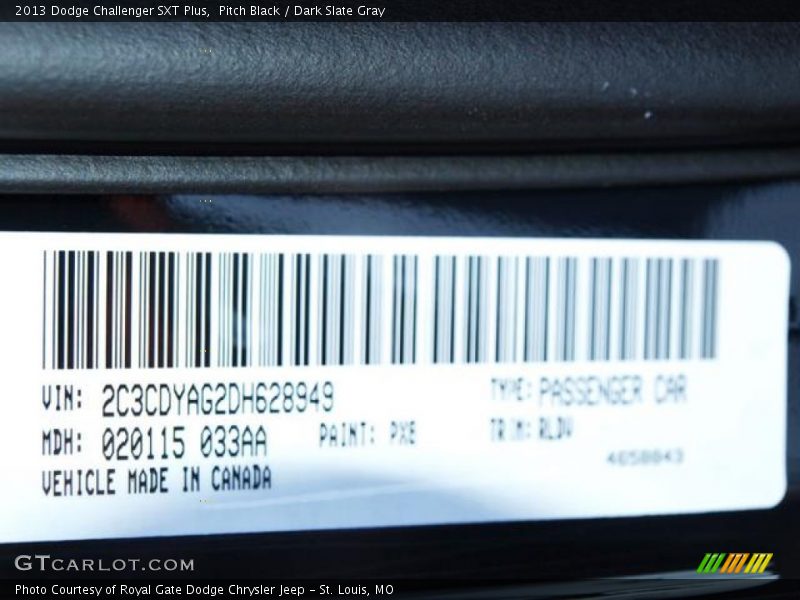 2013 Dodge Challenger SXT Plus,  Pitch Black / Dark Slate Gray
VIN: 2C3CDYAG2DH628949 TYPE: PASSENGER CAR
MDH: 020115 033AA PAINT: PXE TRIM: RLDV
4658843
VEHICLE MADE IN CANADA
GTCARLOT.COM
Photo Courtesy of Royal Gate Dodge Chrysler Jeep – St. Louis, MO